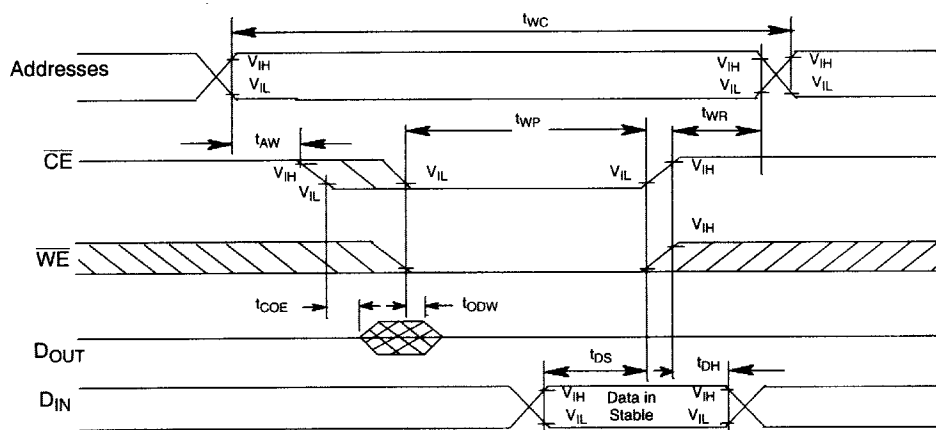 tWC
Addresses
VIH
VIL
VIH
VIL
VIH
VIL
tAW
tWP
tWR
CE
VIH
VIL
VIL
VIL
VIH
WE
VIH
tCOE
tODW
DOUT
tDS
tDH
DIN
VIH
VIL
Data in
Stable
VIH
VIL